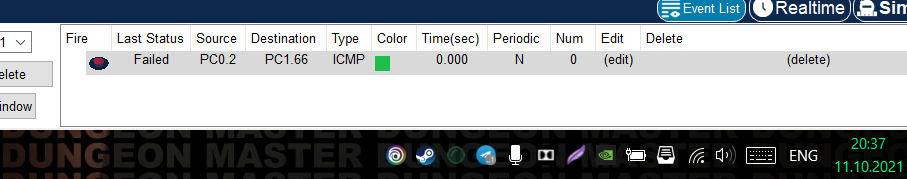 Event List Realtime Sim
1 Fire Last Status Source Destination Type Color Time(sec) Periodic Num Edit Delete
Failed PC0.2 PC1.66 ICMP 0.000 N 0 (edit) (delete)
elete
indow
DUNGEON MASTER DUNGEON MASTER DUNGEON
DUNGEON MASTER
ENG 20:37
11.10.2021